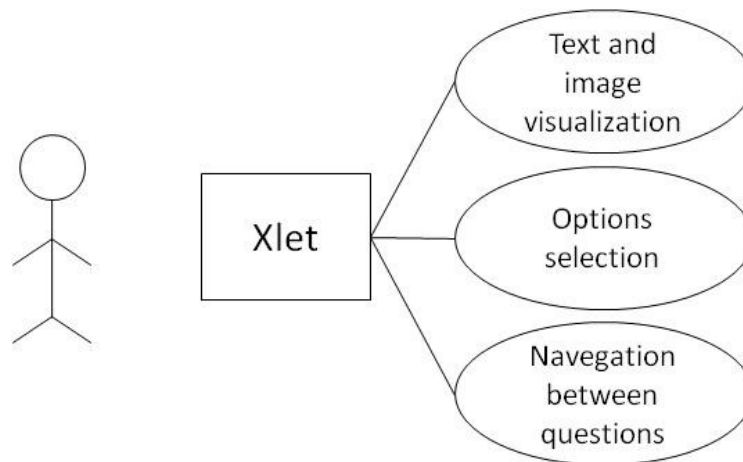 Text and
image
visualization
Xlet
Options
selection
Navegation
between
questions